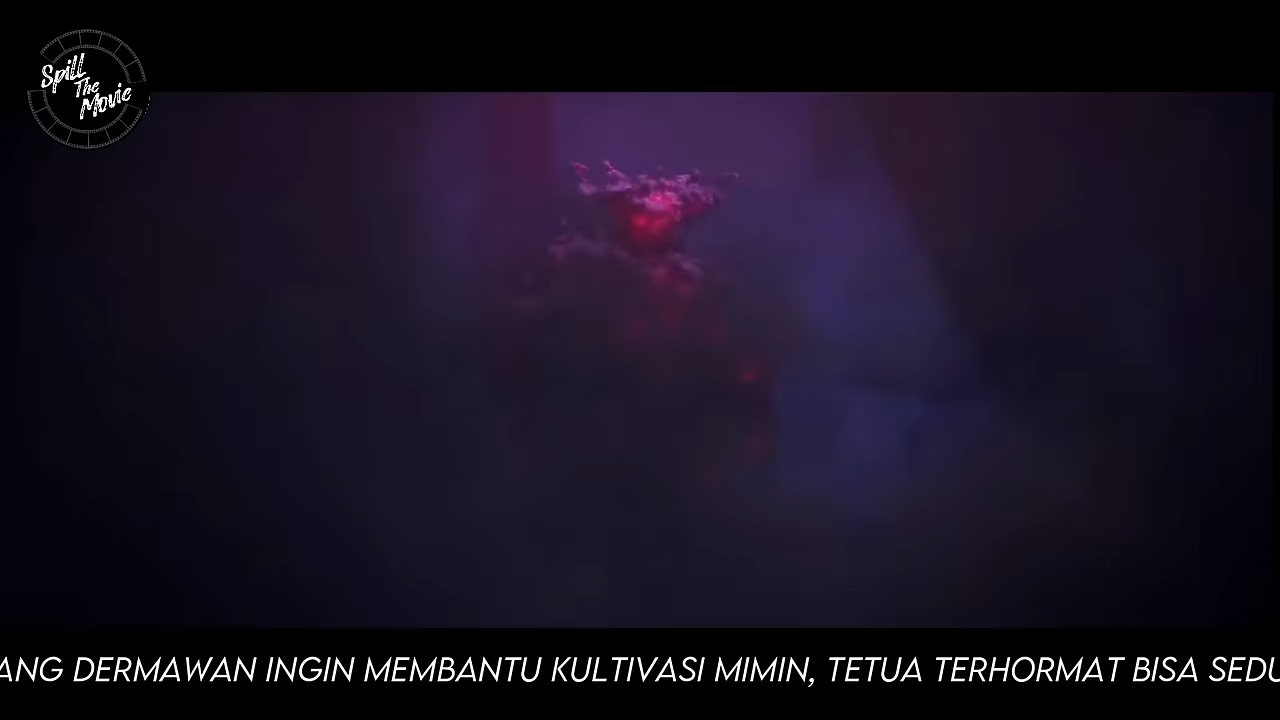 Spill
The
Movie
ANG DERMAWAN INGIN MEMBANTU KULTIVASI MIMIN, TETUA TERHORMAT BISA SEDU